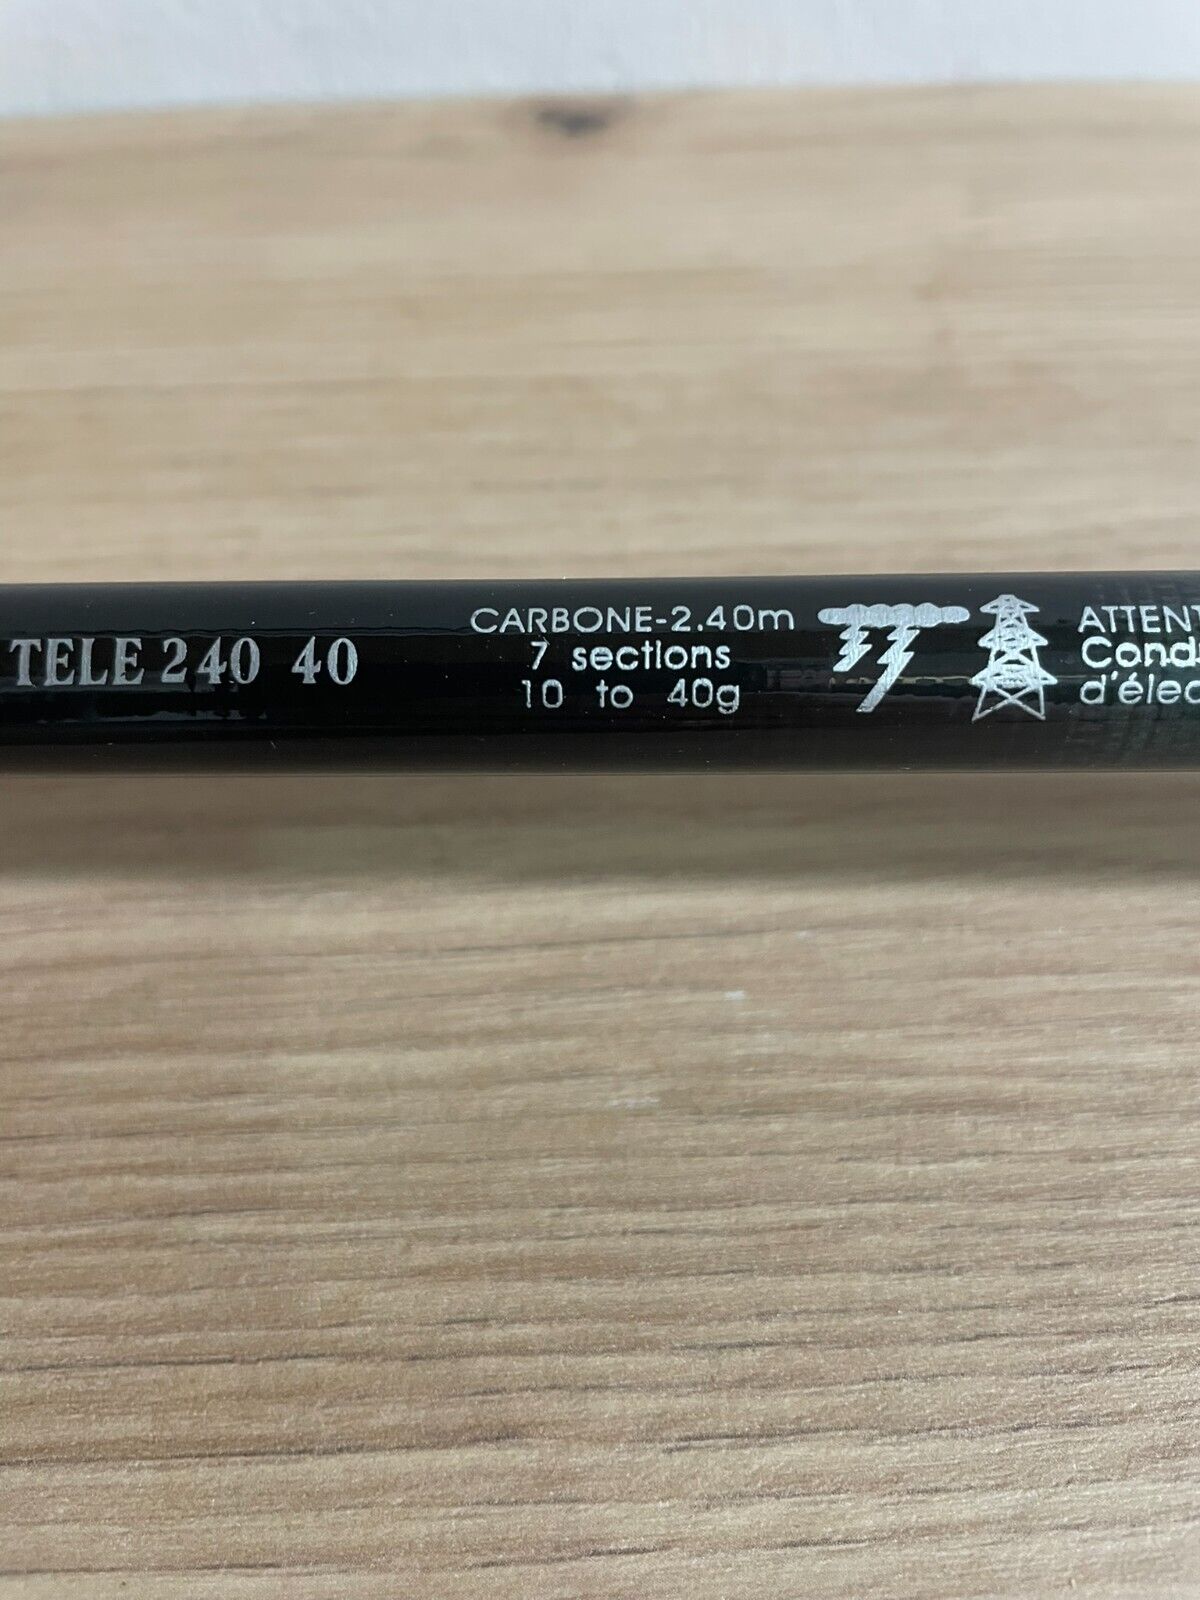 TELE 240 40
CARBONE-2.40m
7 sections
10 to 40g